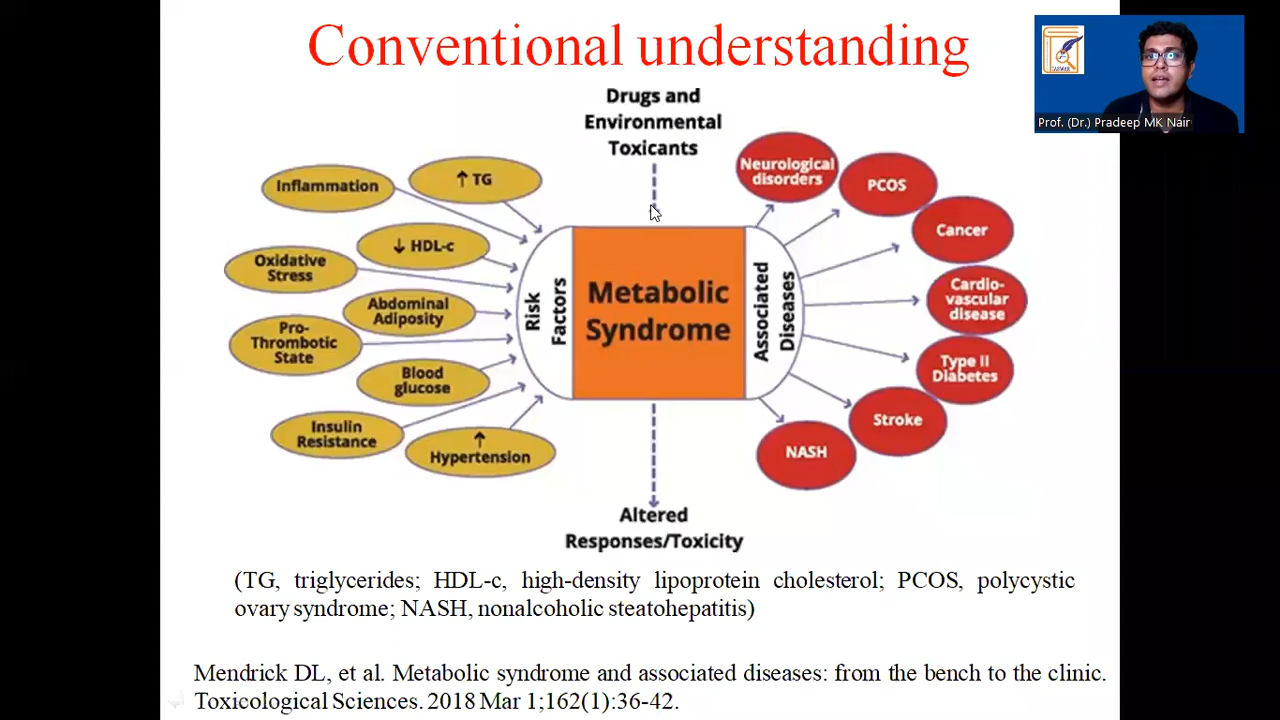 Conventional understanding
Prof. (Dr.) Pradeep MK Nair
Drugs and
Environmental
Toxicants
Inflammation
↑ TG
↓ HDL-c
Oxidative
Stress
Abdominal
Adiposity
Pro-
Thrombotic
State
Blood
glucose
Insulin
Resistance
↑
Hypertension
Risk
Factors
Metabolic
Syndrome
Associated
Diseases
Neurological
disorders
PCOS
Cancer
Cardio-
vascular
disease
Type II
Diabetes
Stroke
NASH
Altered
Responses/Toxicity
(TG, triglycerides; HDL-c, high-density lipoprotein cholesterol; PCOS, polycystic
ovary syndrome; NASH, nonalcoholic steatohepatitis)
Mendrick DL, et al. Metabolic syndrome and associated diseases: from the bench to the clinic.
Toxicological Sciences. 2018 Mar 1;162(1):36-42.